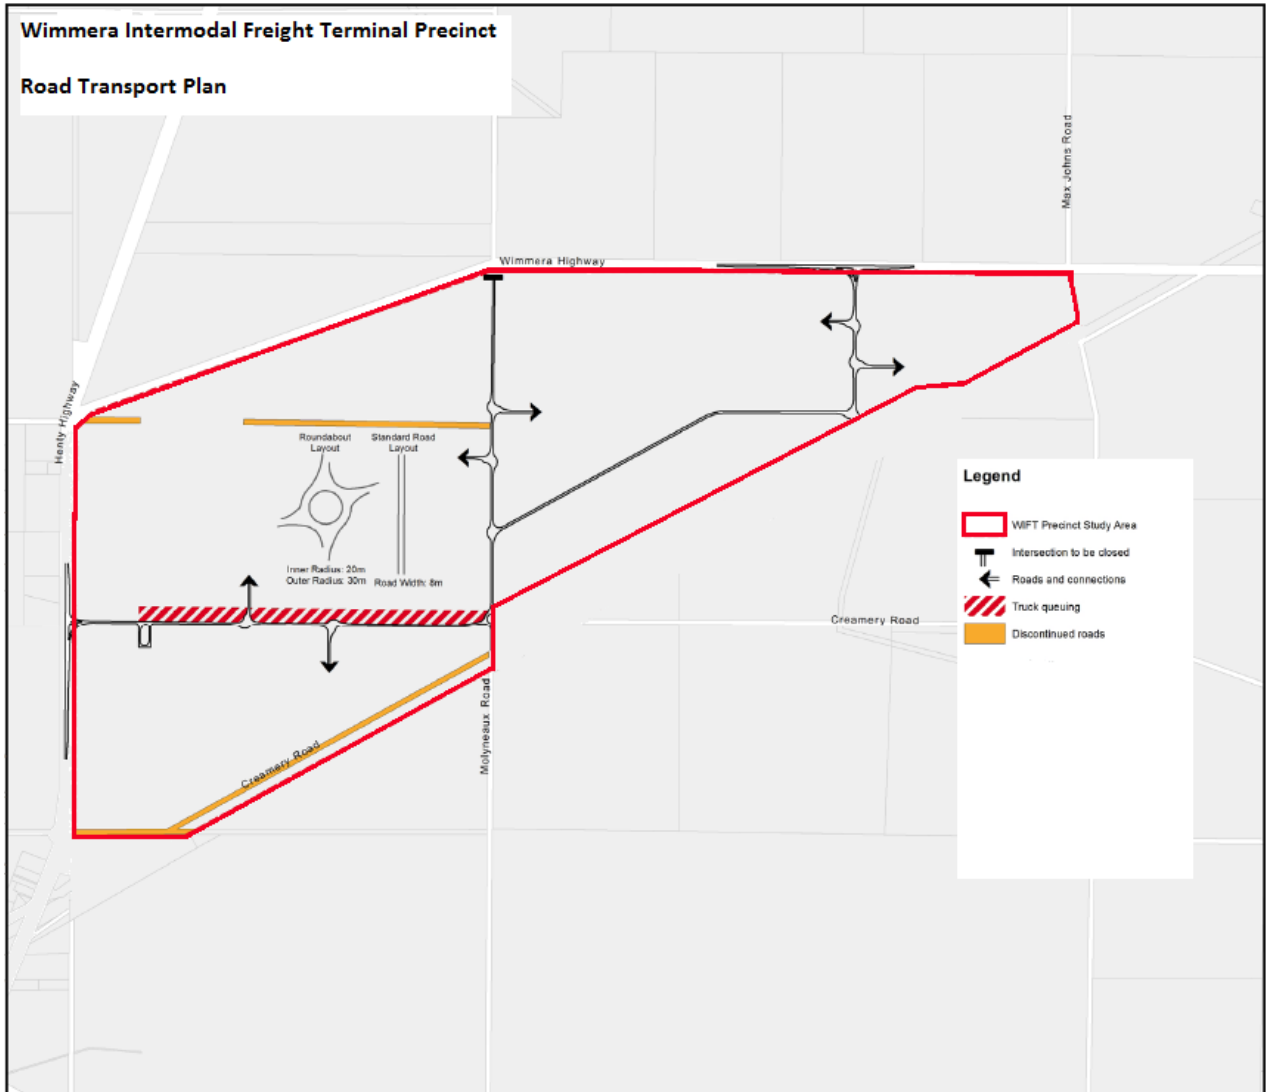 Wimmera Intermodal Freight Terminal Precinct
Road Transport Plan
Max Johns Road
Wimmera Highway
Henty Highway
Roundabout
Layout
Standard Road
Layout
Inner Radius: 20m
Outer Radius: 30m
Road Width: 8m
Creamery Road
Creamery Road
Molyneaux Road
Legend
WIFT Precinct Study Area
Intersection to be closed
Roads and connections
Truck queuing
Discontinued roads